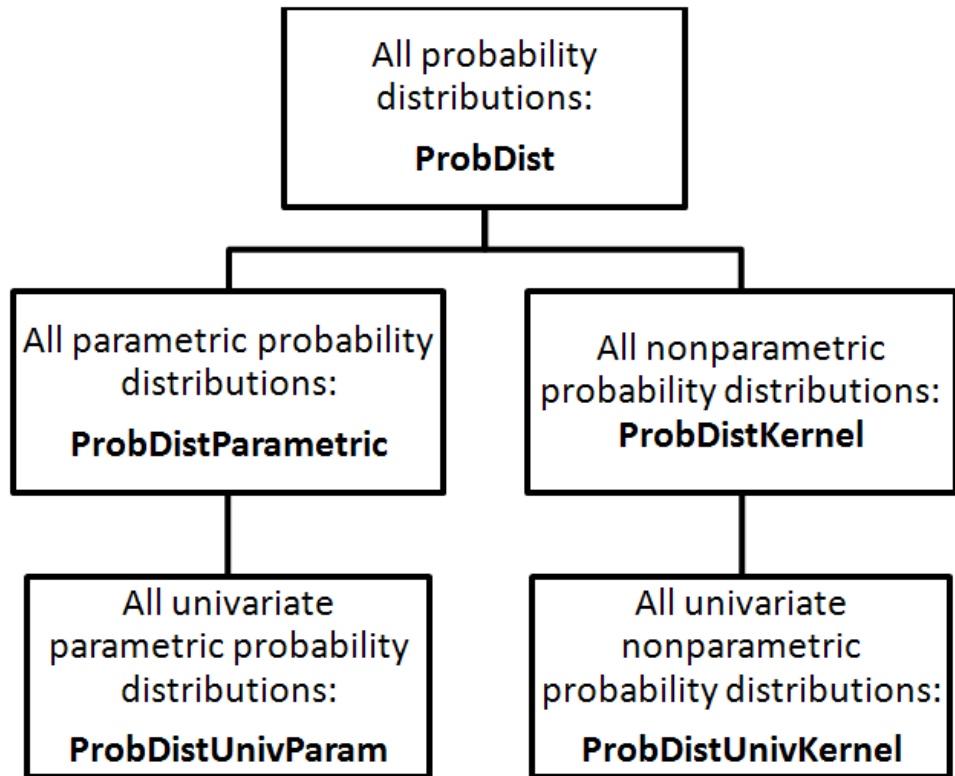 All probability
distributions:
ProbDist
All parametric probability
distributions:
ProbDistParametric
All nonparametric
probability distributions:
ProbDistKernel
All univariate
parametric probability
distributions:
ProbDistUnivParam
All univariate
nonparametric
probability distributions:
ProbDistUnivKernel